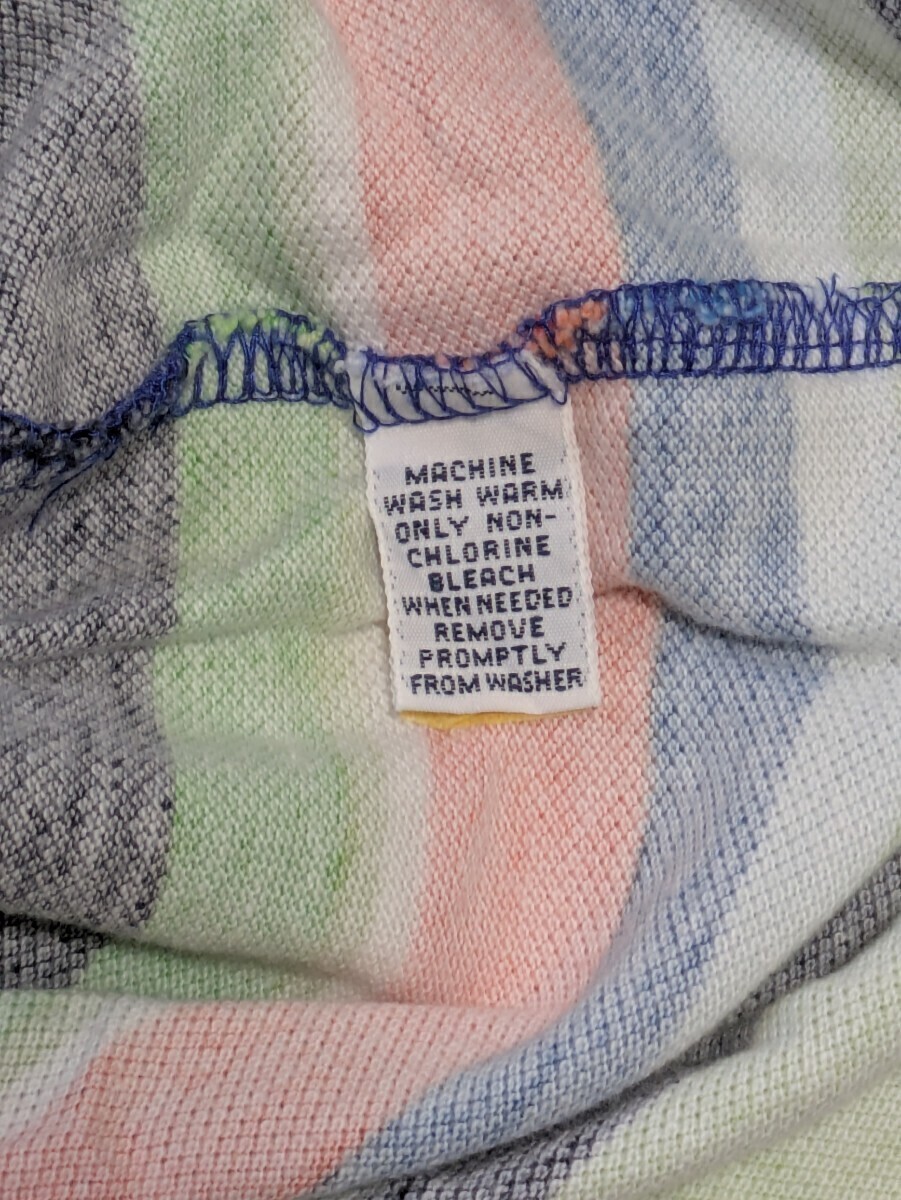 MACHINE
WASH WARM
ONLY NON-
CHLORINE
BLEACH
WHEN NEEDED
REMOVE
PROMPTLY
FROM WASHER